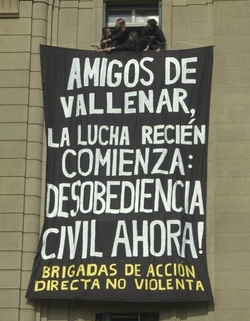 AMIGOS DE
VALLENAR,
LA LUCHA RECIÉN
COMIENZA:
DESOBEDIENCIA
CIVIL AHORA!
BRIGADAS DE ACCIÓN
DIRECTA NO VIOLENTA